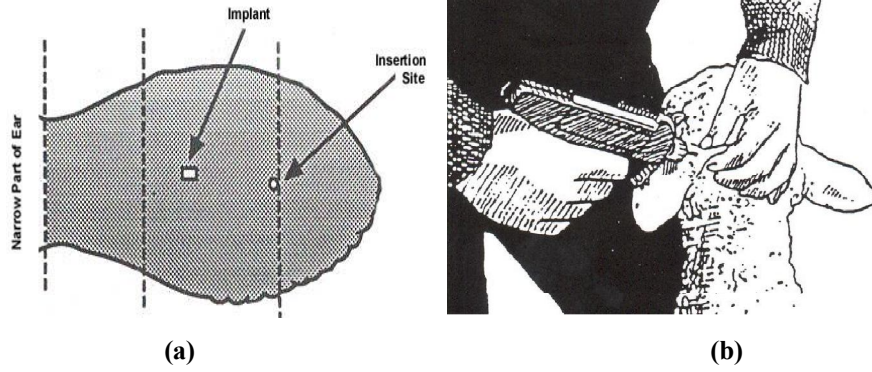 Implant
Insertion
Site
Narrow Part of Ear
(a)
(b)